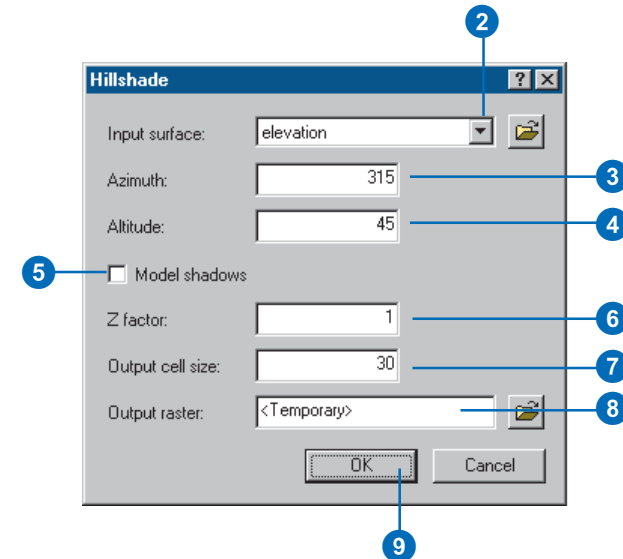 2
Hillshade ? ×
Input surface: elevation
Azimuth: 315 3
Altitude: 45 4
5 Model shadows
Z factor: 1 6
Output cell size: 30 7
Output raster: <Temporary> 8
OK Cancel
9